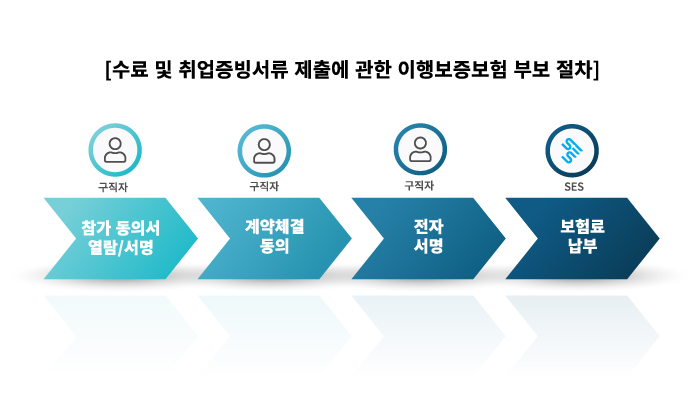 [수료 및 취업증빙서류 제출에 관한 이행보증보험 부보 절차]
구직자
구직자
구직자
SES
참가 동의서
열람/서명
계약체결
동의
전자
서명
보험료
납부